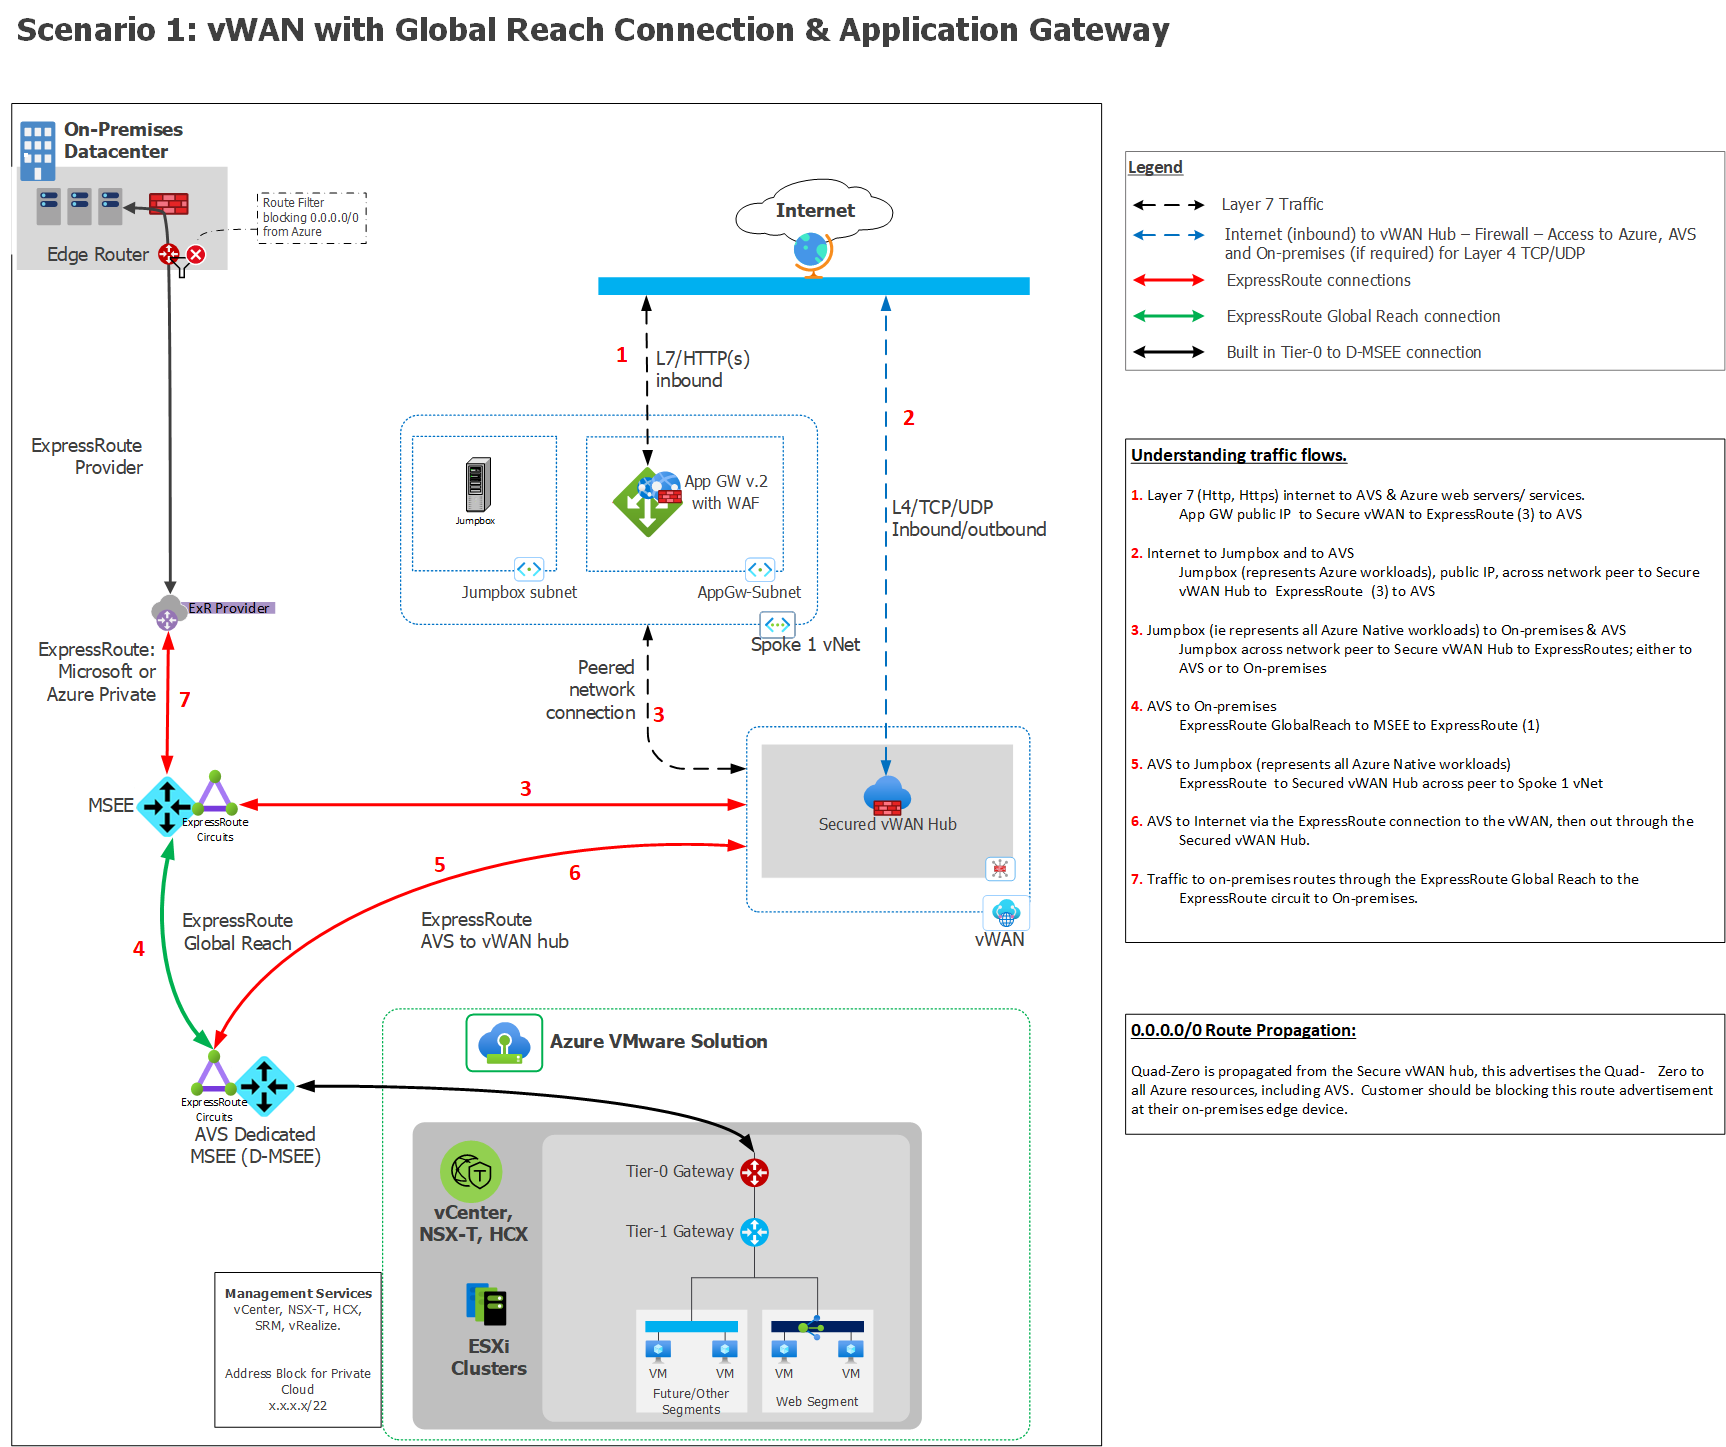 Scenario 1: vWAN with Global Reach Connection & Application Gateway
On-Premises
Datacenter
Route Filter
blocking 0.0.0.0/0
from Azure
Edge Router
Internet
1
L7/HTTP(s)
inbound
2
ExpressRoute
Provider
App GW v.2
with WAF
Jumpbox
L4/TCP/UDP
Inbound/outbound
Jumpbox subnet
AppGw-Subnet
ExR Provider
Spoke 1 vNet
ExpressRoute:
Microsoft or
Azure Private
7
Peered
network
connection
3
MSEE
ExpressRoute
Circuits
3
Secured vWAN Hub
5
6
ExpressRoute
Global Reach
4
ExpressRoute
AVS to vWAN hub
vWAN
Azure VMware Solution
ExpressRoute
Circuits
AVS Dedicated
MSEE (D-MSEE)
Tier-0 Gateway
vCenter,
NSX-T, HCX
Tier-1 Gateway
Management Services
vCenter, NSX-T, HCX,
SRM, vRealize.
Address Block for Private
Cloud
x.x.x.x/22
ESXi
Clusters
VM
VM
VM
VM
Future/Other
Segments
Web Segment
Legend
Layer 7 Traffic
Internet (inbound) to vWAN Hub – Firewall – Access to Azure, AVS
and On-premises (if required) for Layer 4 TCP/UDP
ExpressRoute connections
ExpressRoute Global Reach connection
Built in Tier-0 to D-MSEE connection
Understanding traffic flows.
1. Layer 7 (Http, Https) internet to AVS & Azure web servers/ services.
App GW public IP to Secure vWAN to ExpressRoute (3) to AVS
2. Internet to Jumpbox and to AVS
Jumpbox (represents Azure workloads), public IP, across network peer to Secure
vWAN Hub to ExpressRoute (3) to AVS
3. Jumpbox (ie represents all Azure Native workloads) to On-premises & AVS
Jumpbox across network peer to Secure vWAN Hub to ExpressRoutes; either to
AVS or to On-premises
4. AVS to On-premises
ExpressRoute GlobalReach to MSEE to ExpressRoute (1)
5. AVS to Jumpbox (represents all Azure Native workloads)
ExpressRoute to Secured vWAN Hub across peer to Spoke 1 vNet
6. AVS to Internet via the ExpressRoute connection to the vWAN, then out through the
Secured vWAN Hub.
7. Traffic to on-premises routes through the ExpressRoute Global Reach to the
ExpressRoute circuit to On-premises.
0.0.0.0/0 Route Propagation:
Quad-Zero is propagated from the Secure vWAN hub, this advertises the Quad- Zero to
all Azure resources, including AVS. Customer should be blocking this route advertisement
at their on-premises edge device.